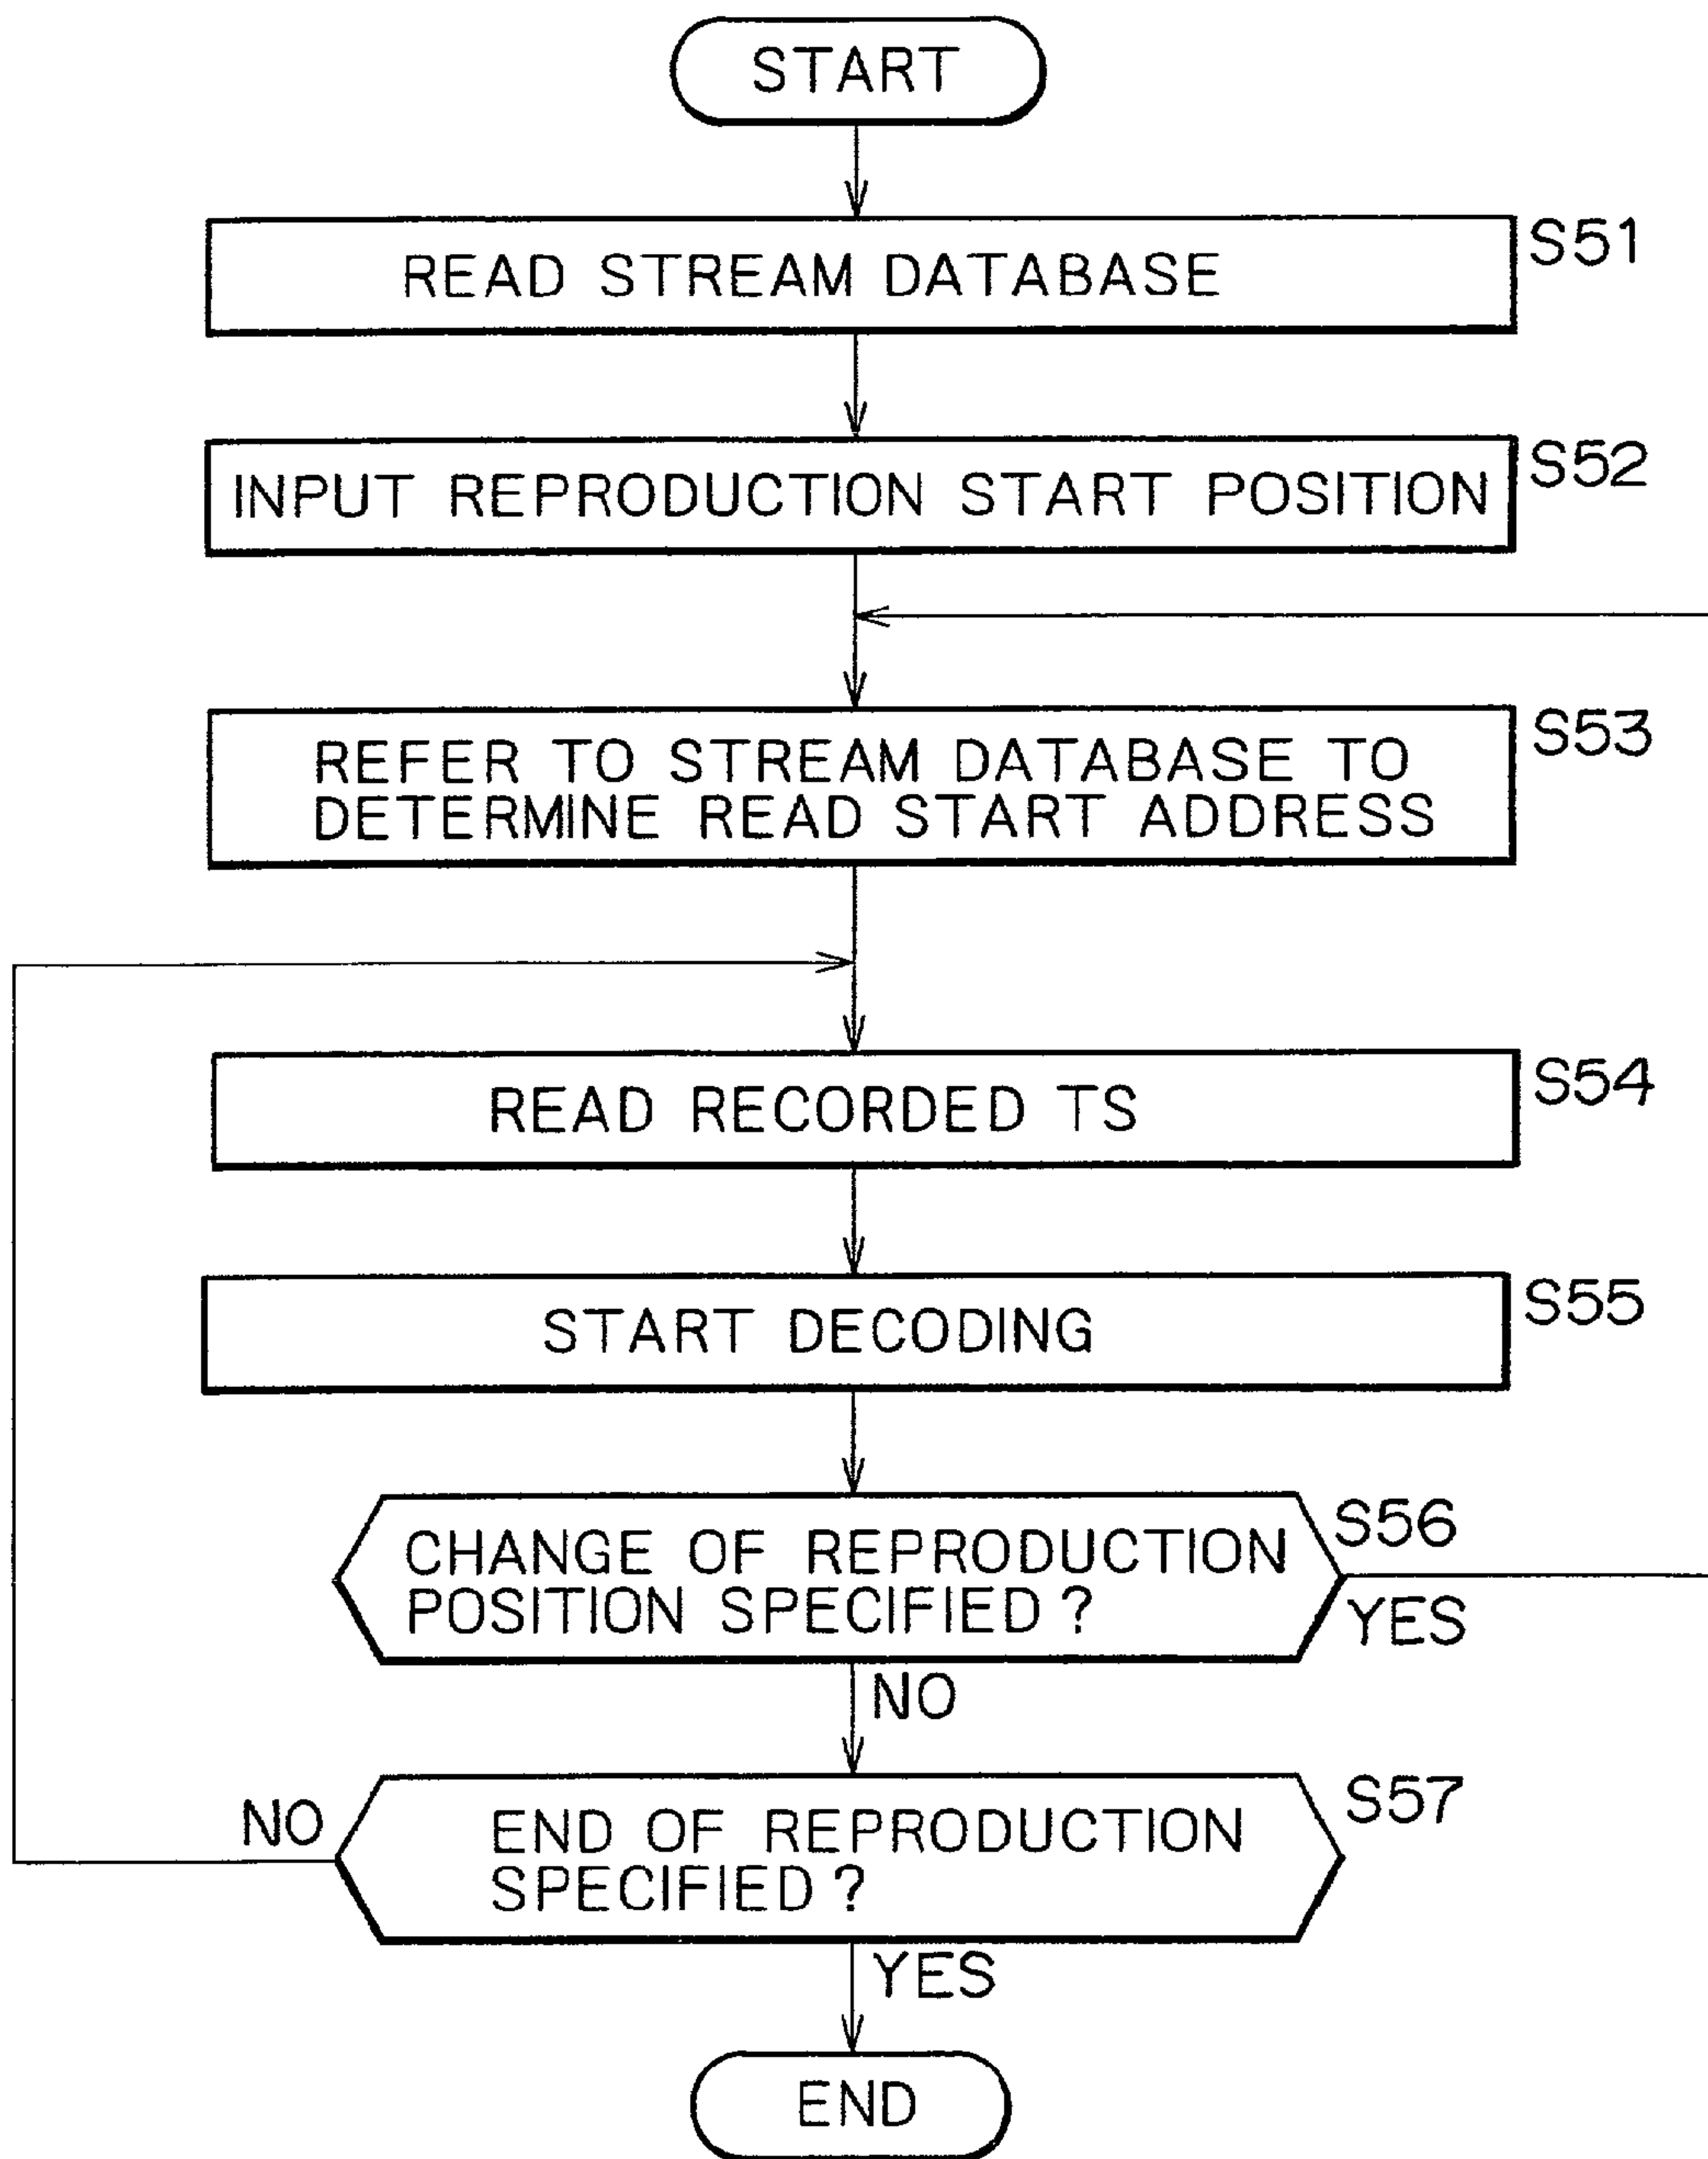 START
READ STREAM DATABASE
S51
INPUT REPRODUCTION START POSITION
S52
REFER TO STREAM DATABASE TO
DETERMINE READ START ADDRESS
S53
READ RECORDED TS
S54
START DECODING
S55
CHANGE OF REPRODUCTION
POSITION SPECIFIED ?
S56
YES
NO
END OF REPRODUCTION
SPECIFIED ?
S57
NO
YES
END